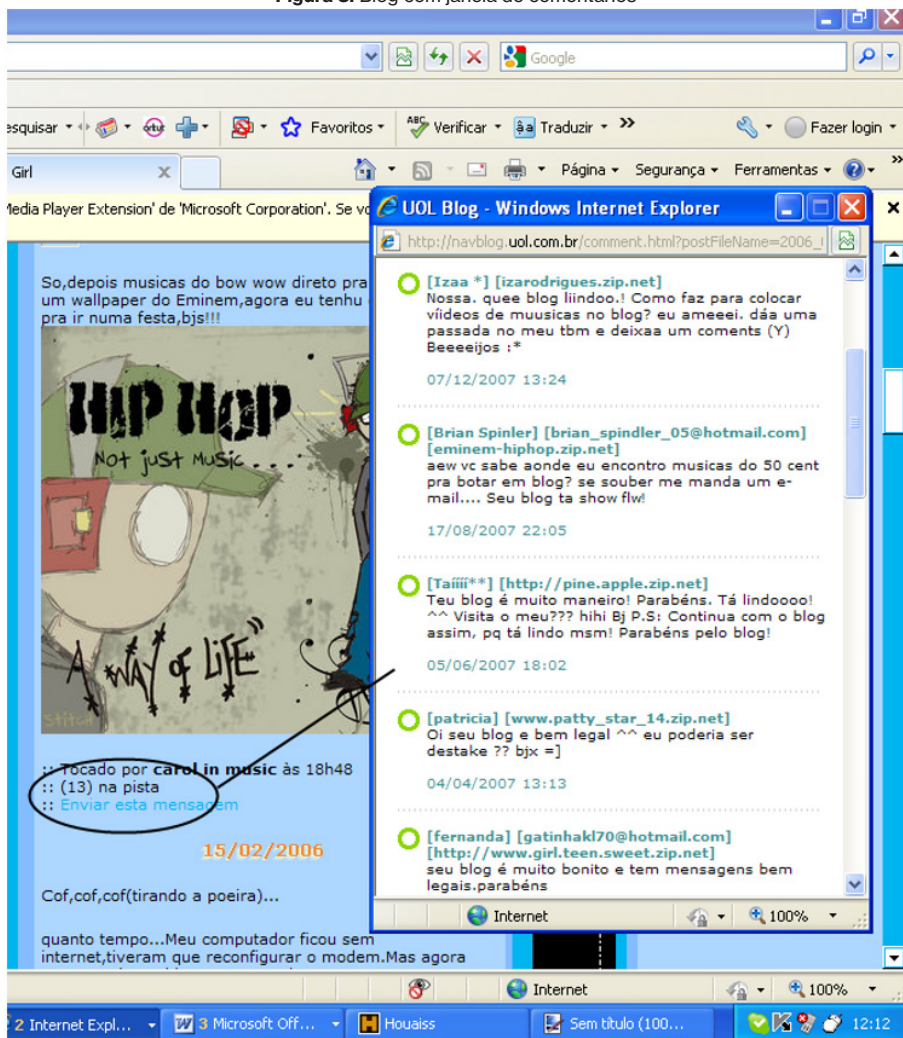 Figura 3. Blog com janela de comentários
Google
esquisar
ortut
Favoritos
ABC Verificar
âa Traduzir
Fazer login
Girl
Página
Segurança
Ferramentas
Media Player Extension' de 'Microsoft Corporation'. Se
So,depois musicas do bow wow direto pra
um wallpaper do Eminem,agora eu tenhu
pra ir numa festa,bjs!!!
HIP HOP
Not just Music....
A WAY OF LIFE"
Stitch
:: Tocado por carol in music às 18h48
:: (13) na pista
:: Enviar esta mensagem
15/02/2006
Cof,cof,cof(tirando a poeira)...
quanto tempo...Meu computador ficou sem
internet,tiveram que reconfigurar o modem.Mas agora
UOL Blog - Windows Internet Explorer
http://navblog.uol.com.br/comment.html?postFileName=2006_
[Izaa *] [izarodrigues.zip.net]
Nossa. quee blog liindoo.! Como faz para colocar
víideos de muusicas no blog? eu ameeei. dáa uma
passada no meu tbm e deixaa um coments (Y)
Beeeeijos :*
07/12/2007 13:24
[Brian Spinler] [brian_spindler_05@hotmail.com]
[eminem-hiphop.zip.net]
aew vc sabe aonde eu encontro musicas do 50 cent
pra botar em blog? se souber me manda um e-
mail.... Seu blog ta show flw!
17/08/2007 22:05
[Taíííí**] [http://pine.apple.zip.net]
Teu blog é muito maneiro! Parabéns. Tá lindoooo!
^^ Visita o meu??? hihi Bj P.S: Continua com o blog
assim, pq tá lindo msm! Parabéns pelo blog!
05/06/2007 18:02
[patricia] [www.patty_star_14.zip.net]
Oi seu blog e bem legal ^^ eu poderia ser
destake ?? bjx =]
04/04/2007 13:13
[fernanda] [gatinhakl70@hotmail.com]
[http://www.girl.teen.sweet.zip.net]
seu blog é muito bonito e tem mensagens bem
legais.parabéns
Internet
100%
Internet
100%
2 Internet Expl...
3 Microsoft Off...
Houaiss
Sem título (100...
12:12